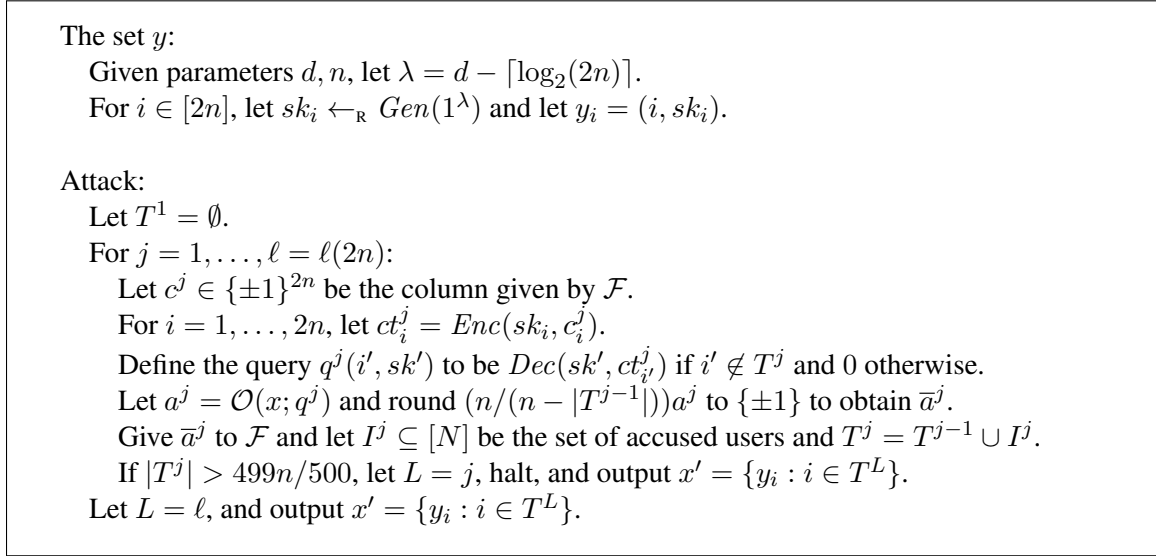 The set y:
Given parameters d, n, let λ = d − ⌈log₂(2n)⌉.
For i ∈ [2n], let skᵢ ←ᵣ Gen(1^λ) and let yᵢ = (i, skᵢ).
Attack:
Let T¹ = ∅.
For j = 1, . . . , ℓ = ℓ(2n):
Let c^j ∈ {±1}^{2n} be the column given by F.
For i = 1, . . . , 2n, let ct_i^j = Enc(sk_i, c_i^j).
Define the query q^j(i′, sk′) to be Dec(sk′, ct_{i′}^j) if i′ ∉ T^j and 0 otherwise.
Let a^j = O(x; q^j) and round (n/(n − |T^{j−1}|))a^j to {±1} to obtain a̅^j.
Give a̅^j to F and let I^j ⊆ [N] be the set of accused users and T^j = T^{j−1} ∪ I^j.
If |T^j| > 499n/500, let L = j, halt, and output x′ = {y_i : i ∈ T^L}.
Let L = ℓ, and output x′ = {y_i : i ∈ T^L}.